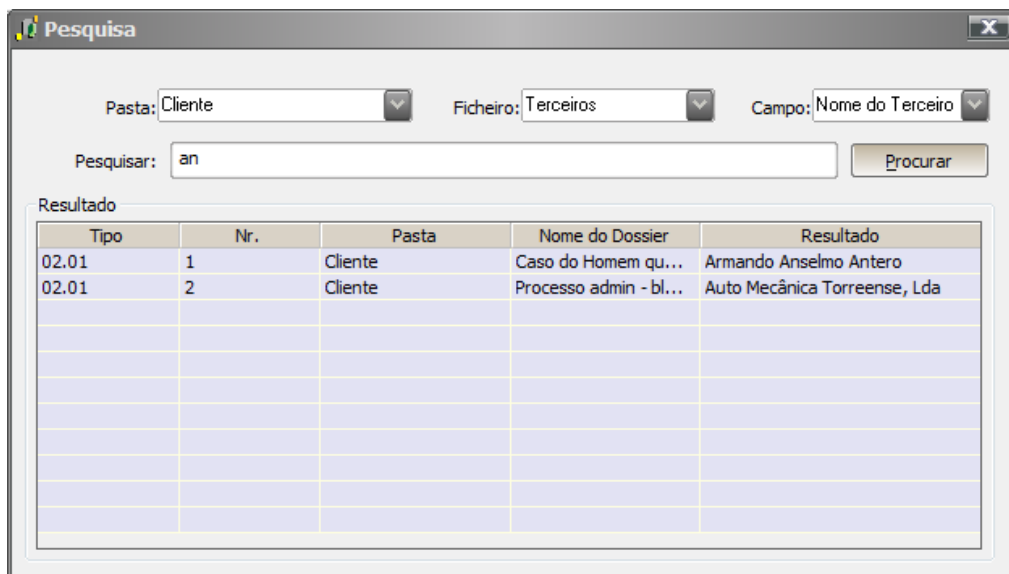 Pesquisa
Pasta: Cliente Ficheiro: Terceiros Campo: Nome do Terceiro
Pesquisar: an Procurar
Resultado
Tipo Nr. Pasta Nome do Dossier Resultado
02.01 1 Cliente Caso do Homem qu... Armando Anselmo Antero
02.01 2 Cliente Processo admin - bl... Auto Mecânica Torreense, Lda